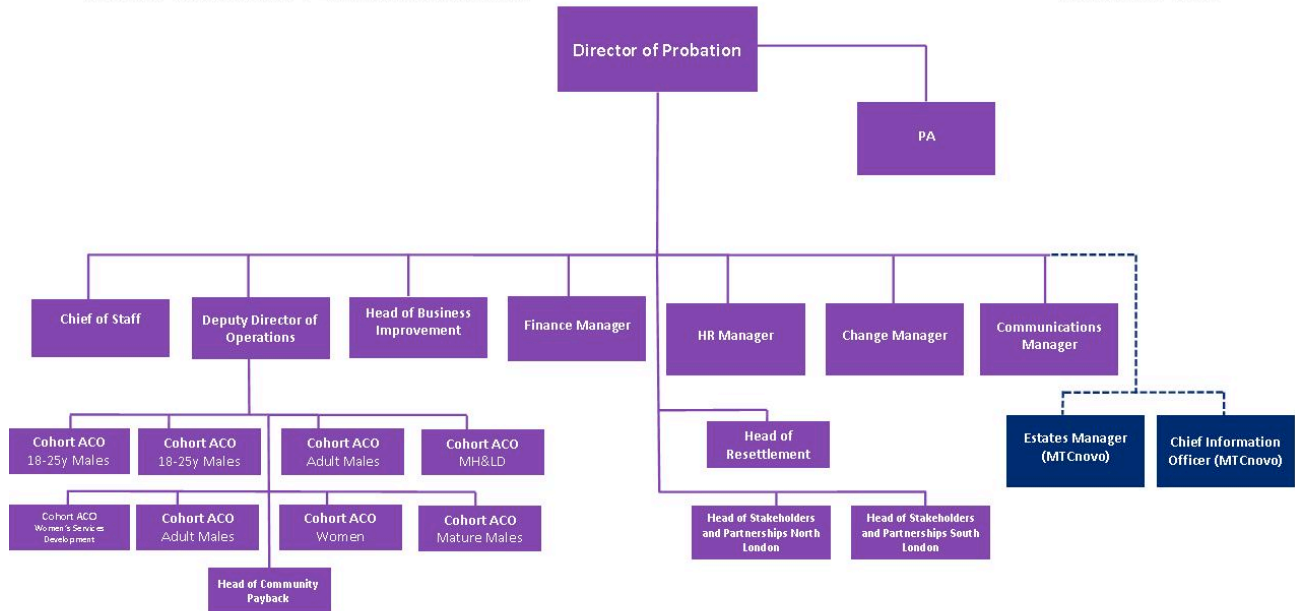 Director of Probation
PA
Chief of Staff
Deputy Director of
Operations
Head of Business
Improvement
Finance Manager
HR Manager
Change Manager
Communications
Manager
Cohort ACO
18-25y Males
Cohort ACO
18-25y Males
Cohort ACO
Adult Males
Cohort ACO
MH&LD
Head of
Resettlement
Estates Manager
(MTCnovo)
Chief Information
Officer (MTCnovo)
Cohort ACO
Women's Services
Development
Cohort ACO
Adult Males
Cohort ACO
Women
Cohort ACO
Mature Males
Head of Stakeholders
and Partnerships North
London
Head of Stakeholders
and Partnerships South
London
Head of Community
Payback